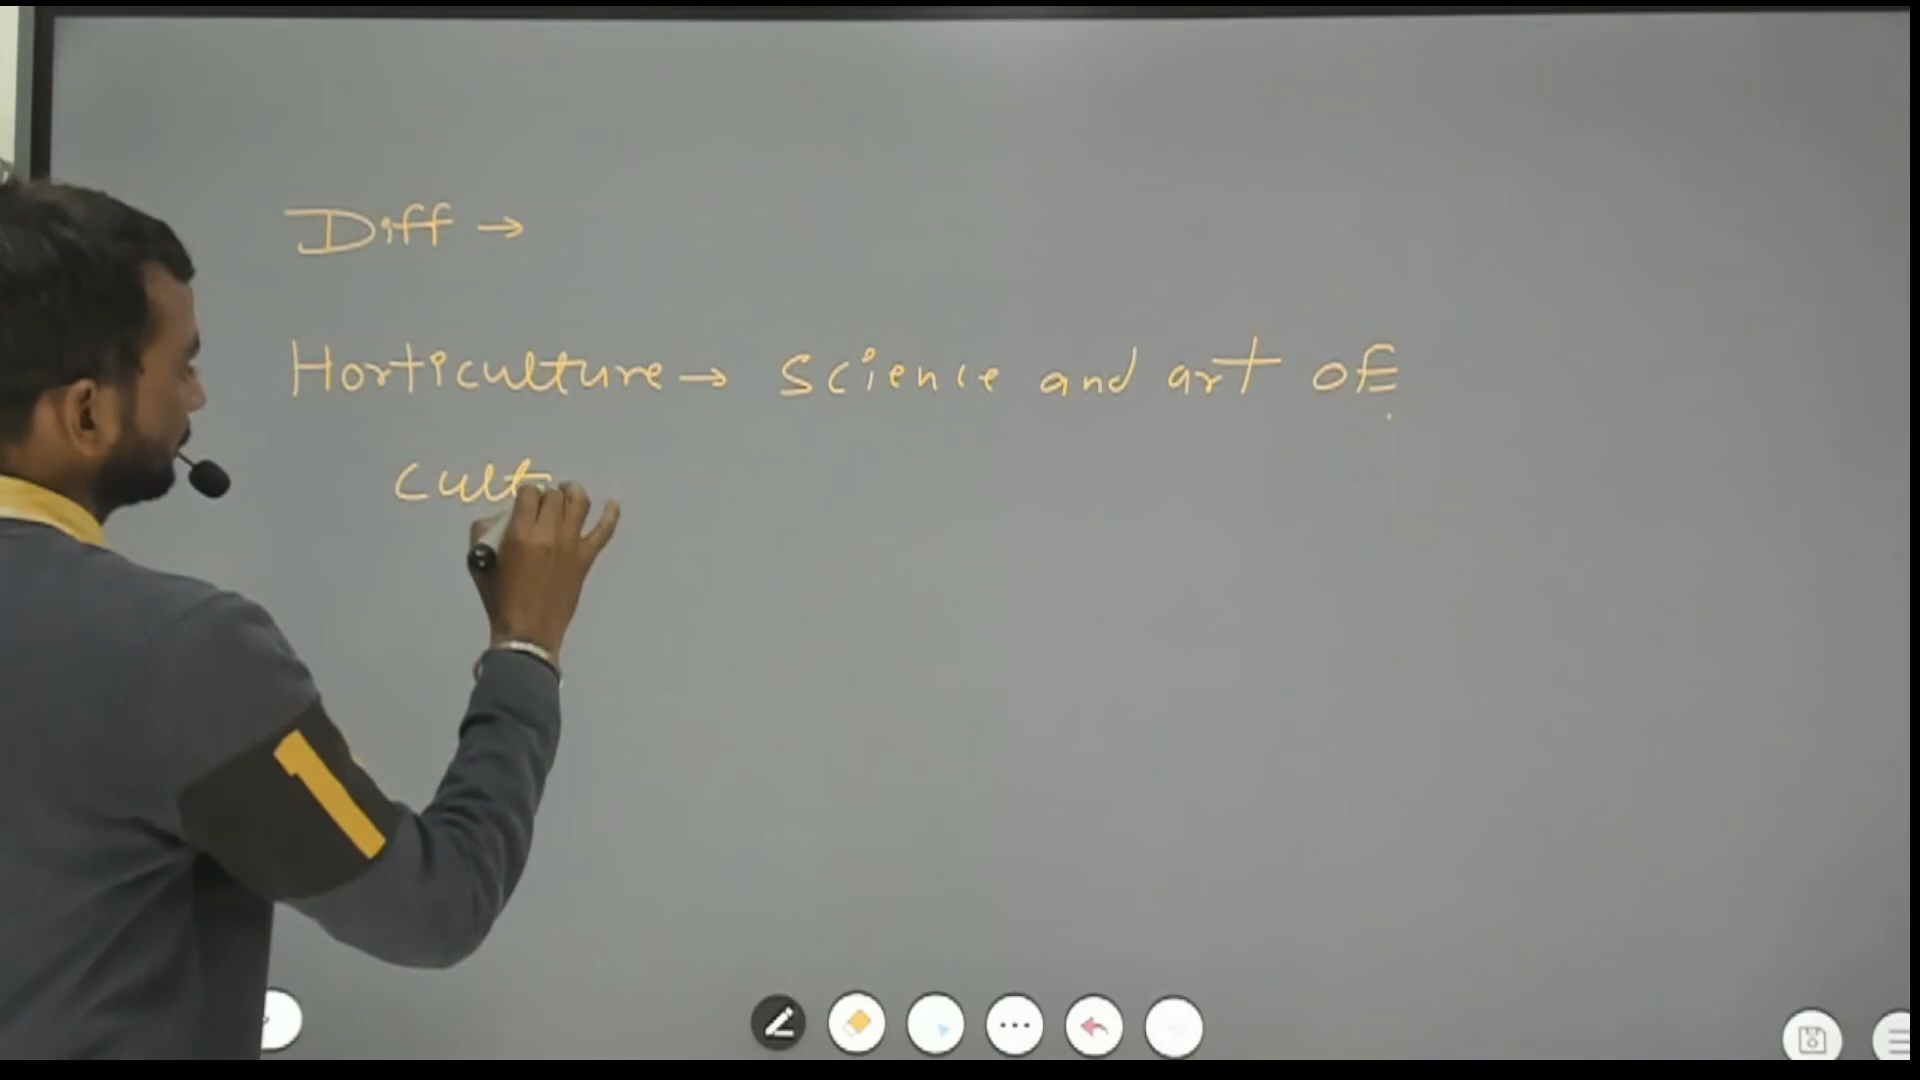 Diff →
Horticulture → science and art of
cult